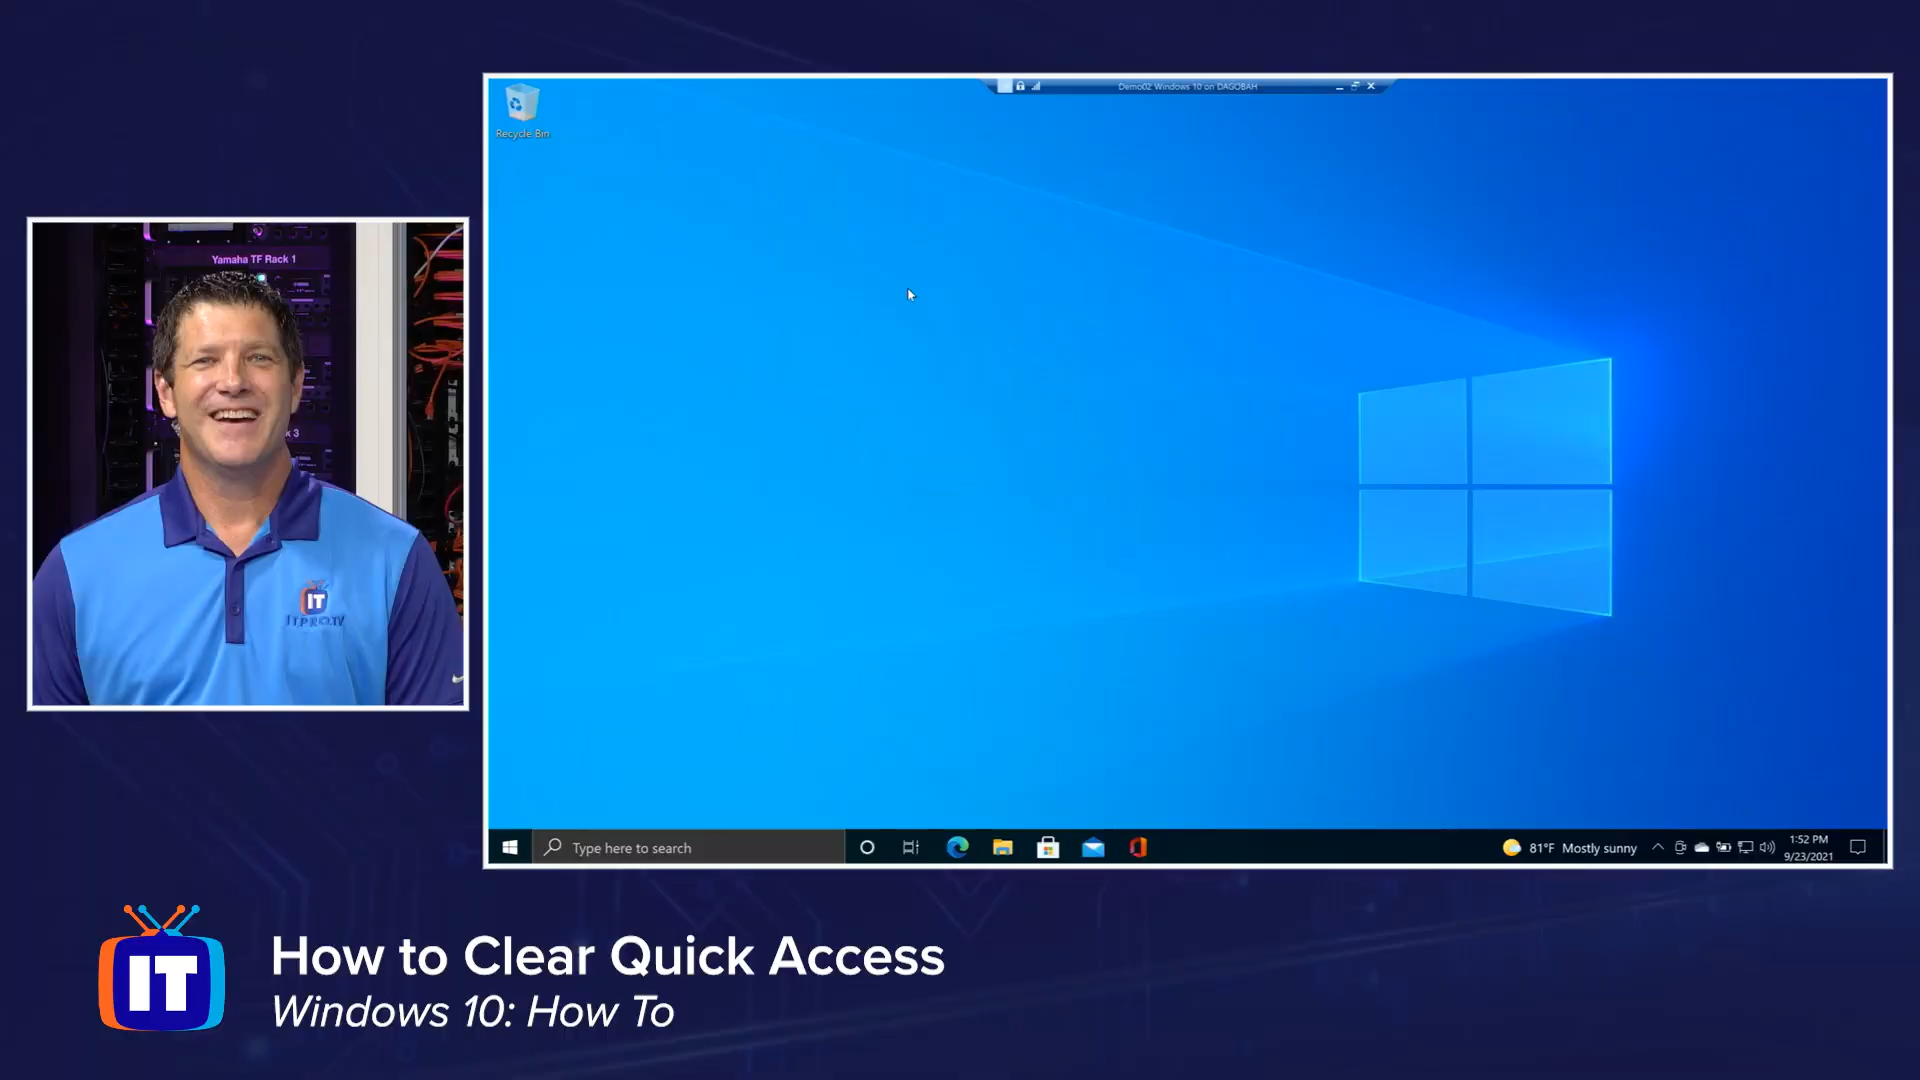 Demo02 Windows 10 on DAGOBAH
Recycle Bin
Yamaha TF Rack 1
k 3
IT
ITPRO.TV
Type here to search
81°F Mostly sunny
1:52 PM
9/23/2021
IT
How to Clear Quick Access
Windows 10: How To